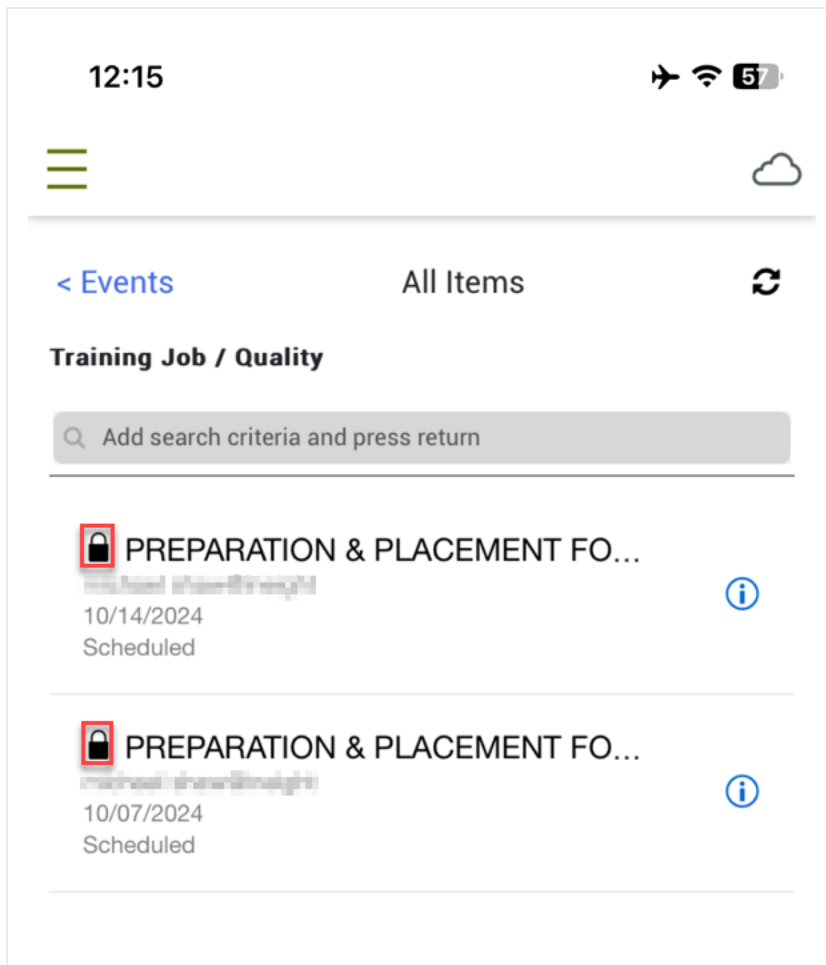 12:15
57
< Events
All Items
Training Job / Quality
Add search criteria and press return
PREPARATION & PLACEMENT FO...
10/14/2024
Scheduled
PREPARATION & PLACEMENT FO...
10/07/2024
Scheduled